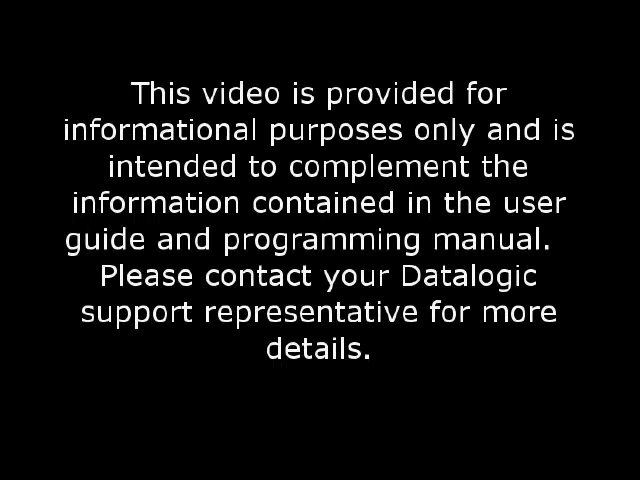 This video is provided for
informational purposes only and is
intended to complement the
information contained in the user
guide and programming manual.
Please contact your Datalogic
support representative for more
details.